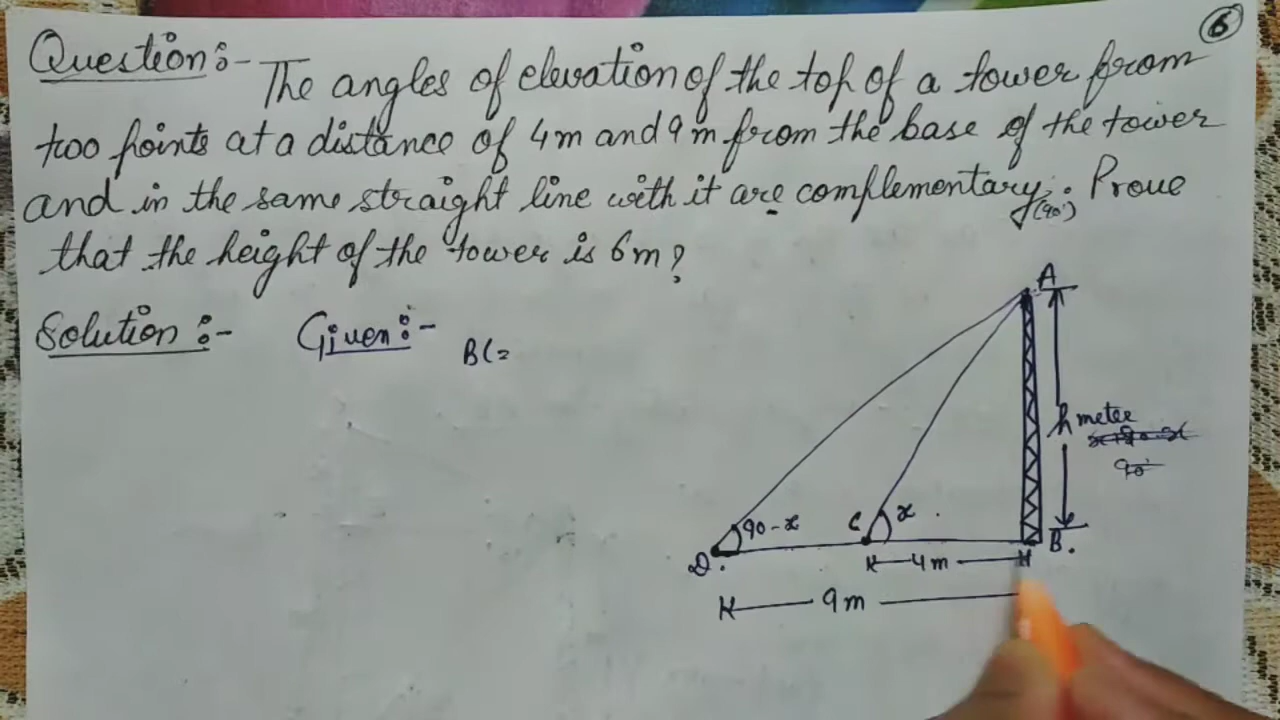 6
Question:- The angles of elevation of the top of a tower from
two points at a distance of 4m and 9m from the base of the tower
and in the same straight line with it are complementary. Prove
(90°)
that the height of the tower is 6m?
Solution :- Given :-
BC=
A
h meter
x+90-x
90°
90-x
C x
D. B.
4m
9m